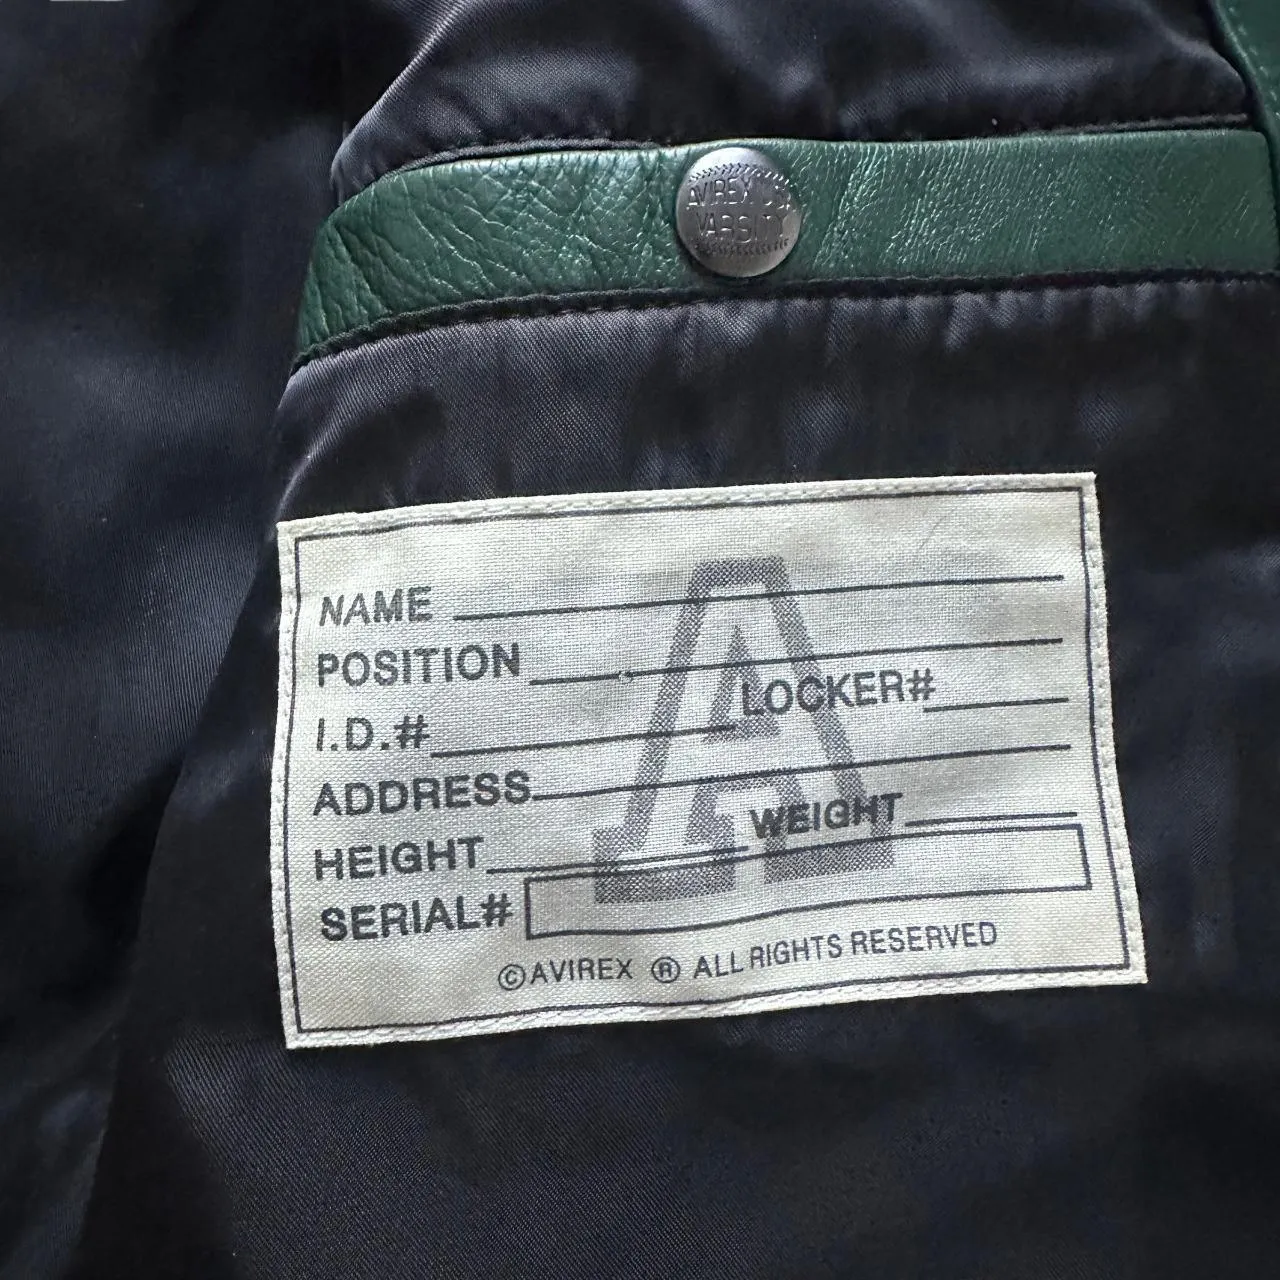 AVIREX USA
VARSITY
NAME
POSITION
I.D.# LOCKER#
ADDRESS
HEIGHT WEIGHT
SERIAL#
©AVIREX ® ALL RIGHTS RESERVED